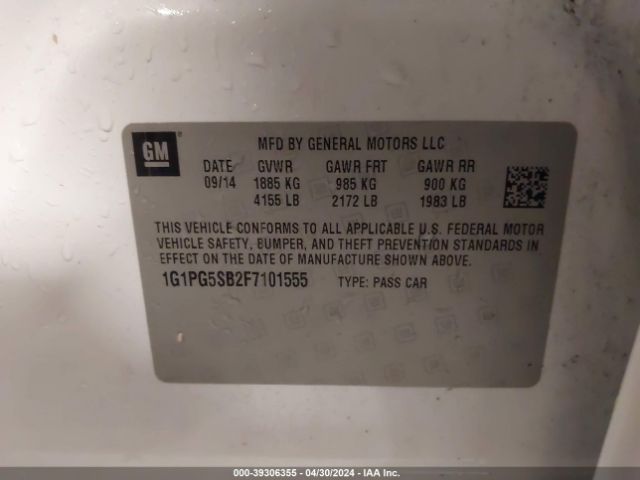 GM ®
MFD BY GENERAL MOTORS LLC
DATE GVWR GAWR FRT GAWR RR
09/14 1885 KG 985 KG 900 KG
4155 LB 2172 LB 1983 LB
THIS VEHICLE CONFORMS TO ALL APPLICABLE U.S. FEDERAL MOTOR
VEHICLE SAFETY, BUMPER, AND THEFT PREVENTION STANDARDS IN
EFFECT ON THE DATE OF MANUFACTURE SHOWN ABOVE.
1G1PG5SB2F7101555 TYPE: PASS CAR
000-39306355 - 04/30/2024 - IAA Inc.